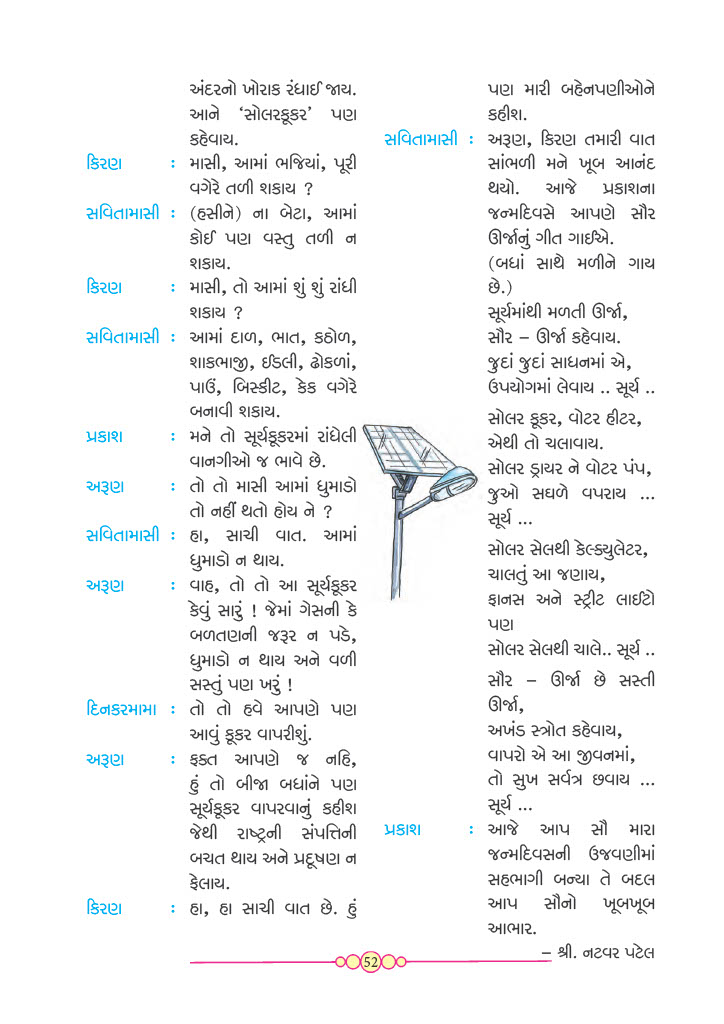 અંદરનો ખોરાક રંધાઈ જાય.
આને ‘સોલરકૂકર’ પણ
કહેવાય.
કિરણ : માસી, આમાં ભજિયાં, પૂરી
વગેરે તળી શકાય ?
સવિતામાસી : (હસીને) ના બેટા, આમાં
કોઈ પણ વસ્તુ તળી ન
શકાય.
કિરણ : માસી, તો આમાં શું શું રાંધી
શકાય ?
સવિતામાસી : આમાં દાળ, ભાત, કઠોળ,
શાકભાજી, ઈડલી, ઢોકળાં,
પાઉં, બિસ્કીટ, કેક વગેરે
બનાવી શકાય.
પ્રકાશ : મને તો સૂર્યકૂકરમાં રાંધેલી
વાનગીઓ જ ભાવે છે.
અરૂણ : તો તો માસી આમાં ધુમાડો
તો નહીં થતો હોય ને ?
સવિતામાસી : હા, સાચી વાત. આમાં
ધુમાડો ન થાય.
અરૂણ : વાહ, તો તો આ સૂર્યકૂકર
કેવું સારું ! જેમાં ગેસની કે
બળતણની જરૂર ન પડે,
ધુમાડો ન થાય અને વળી
સસ્તું પણ ખરું !
દિનકરમામા : તો તો હવે આપણે પણ
આવું કૂકર વાપરીશું.
અરૂણ : ફક્ત આપણે જ નહિ,
હું તો બીજા બધાંને પણ
સૂર્યકૂકર વાપરવાનું કહીશ
જેથી રાષ્ટ્રની સંપત્તિની
બચત થાય અને પ્રદૂષણ ન
ફેલાય.
કિરણ : હા, હા સાચી વાત છે. હું
પણ મારી બહેનપણીઓને
કહીશ.
સવિતામાસી : અરૂણ, કિરણ તમારી વાત
સાંભળી મને ખૂબ આનંદ
થયો. આજે પ્રકાશના
જન્મદિવસે આપણે સૌર
ઊર્જાનું ગીત ગાઈએ.
(બધાં સાથે મળીને ગાય
છે.)
સૂર્યમાંથી મળતી ઊર્જા,
સૌર – ઊર્જા કહેવાય.
જુદાં જુદાં સાધનમાં એ,
ઉપયોગમાં લેવાય .. સૂર્ય ..
સોલર કૂકર, વોટર હીટર,
એથી તો ચલાવાય.
સોલર ડ્રાયર ને વોટર પંપ,
જુઓ સઘળે વપરાય ...
સૂર્ય ...
સોલર સેલથી કેલ્ક્યુલેટર,
ચાલતું આ જણાય,
ફાનસ અને સ્ટ્રીટ લાઈટો
પણ
સોલર સેલથી ચાલે.. સૂર્ય ..
સૌર – ઊર્જા છે સસ્તી
ઊર્જા,
અખંડ સ્ત્રોત કહેવાય,
વાપરો એ આ જીવનમાં,
તો સુખ સર્વત્ર છવાય ...
સૂર્ય ...
પ્રકાશ : આજે આપ સૌ મારા
જન્મદિવસની ઉજવણીમાં
સહભાગી બન્યા તે બદલ
આપ સૌનો ખૂબખૂબ
આભાર.
– શ્રી. નટવર પટેલ
52